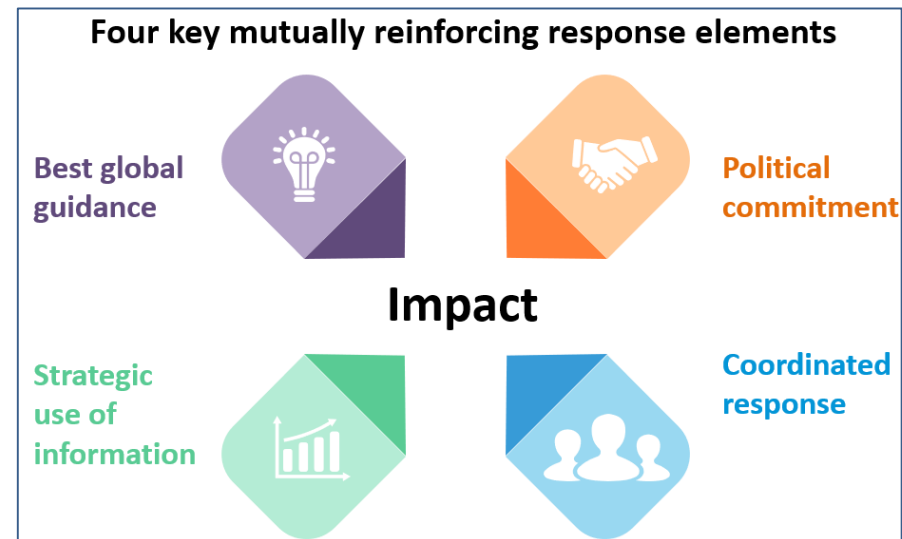 Four key mutually reinforcing response elements
Best global
guidance
Political
commitment
Impact
Strategic
use of
information
Coordinated
response